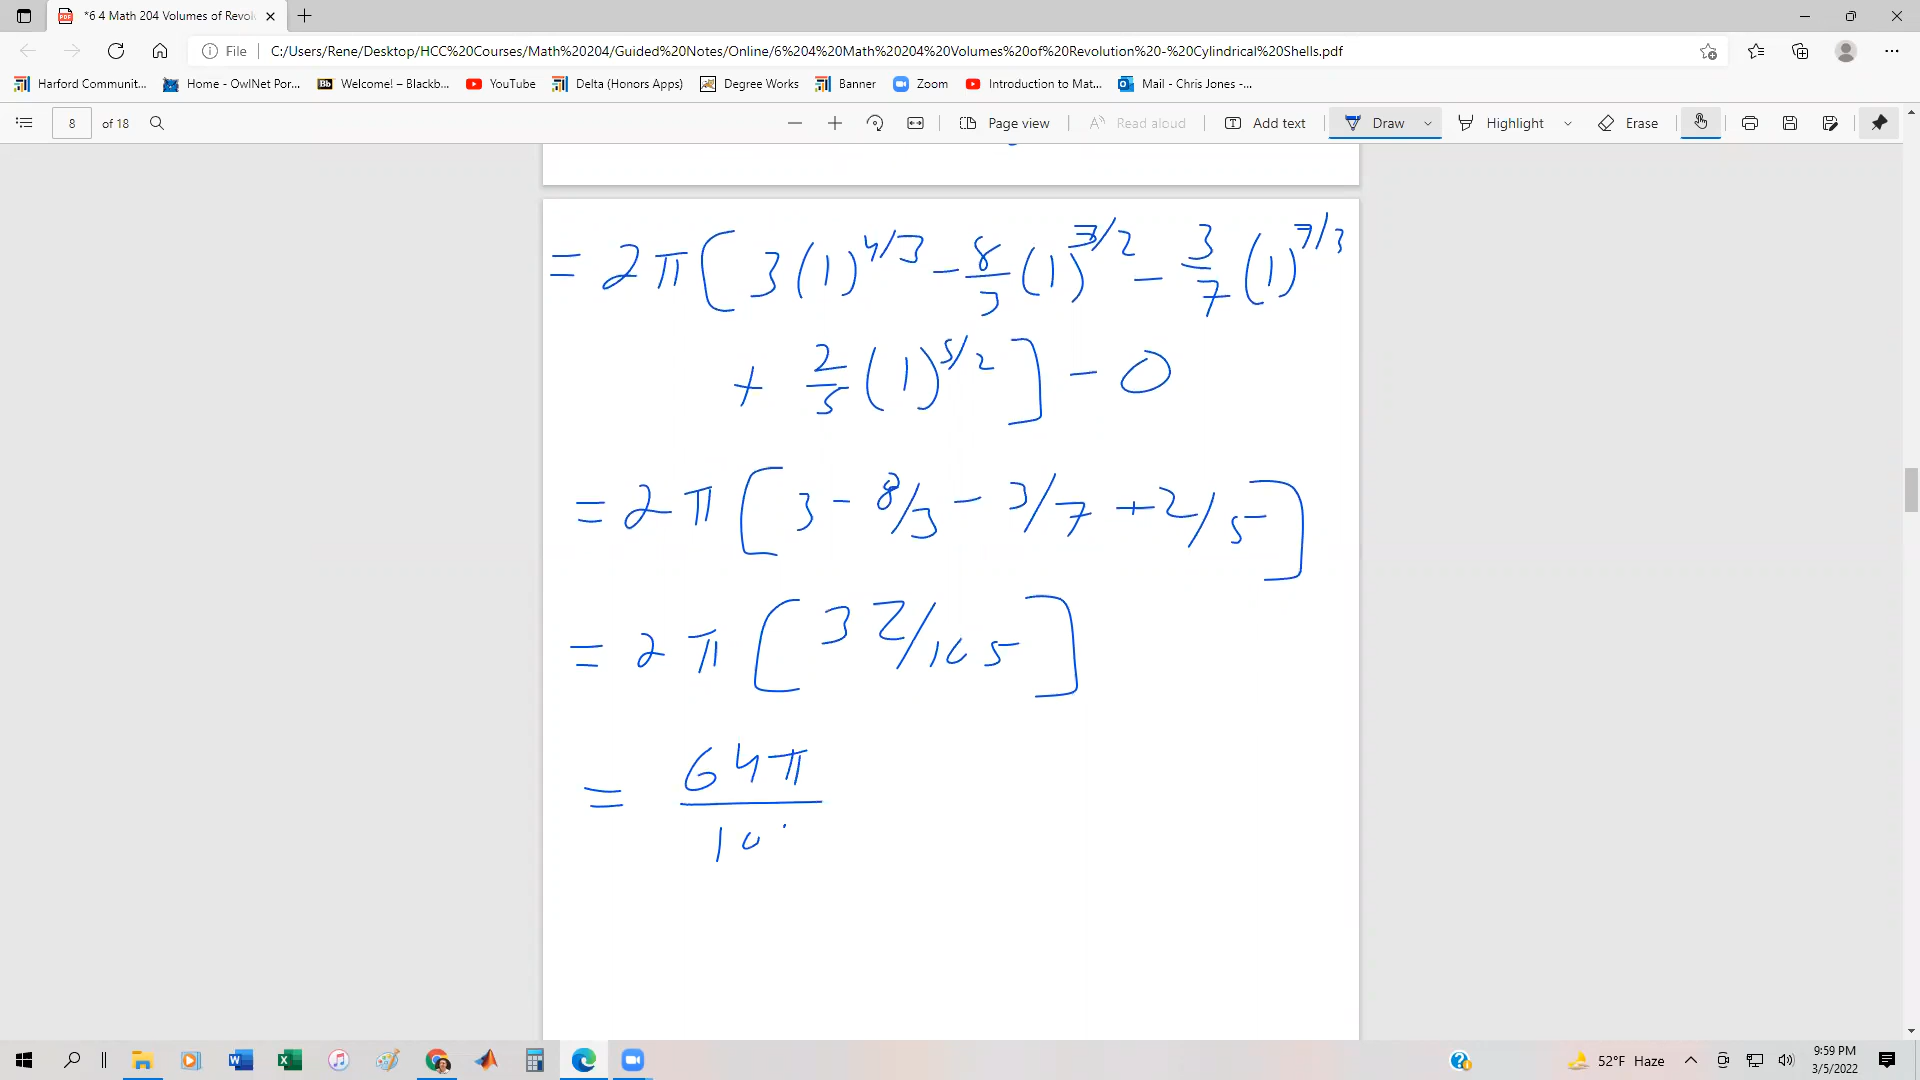 *6 4 Math 204 Volumes of Revol
File
C:/Users/Rene/Desktop/HCC%20Courses/Math%20204/Guided%20Notes/Online/6%204%20Math%20204%20Volumes%20of%20Revolution%20-%20Cylindrical%20Shells.pdf
Harford Communit... Home - OwlNet Por... Bb Welcome! – Blackb... YouTube Delta (Honors Apps) Degree Works Banner Zoom Introduction to Mat... Mail - Chris Jones -...
8 of 18 Page view Read aloud Add text Draw Highlight Erase
= 2π[ 3(1)^4/3 - 8/3 (1)^3/2 - 3/7 (1)^7/3
+ 2/5 (1)^5/2 ] - 0
= 2π[ 3 - 8/3 - 3/7 + 2/5 ]
= 2π[ 32/105 ]
= 64π
10
52°F Haze 9:59 PM
3/5/2022